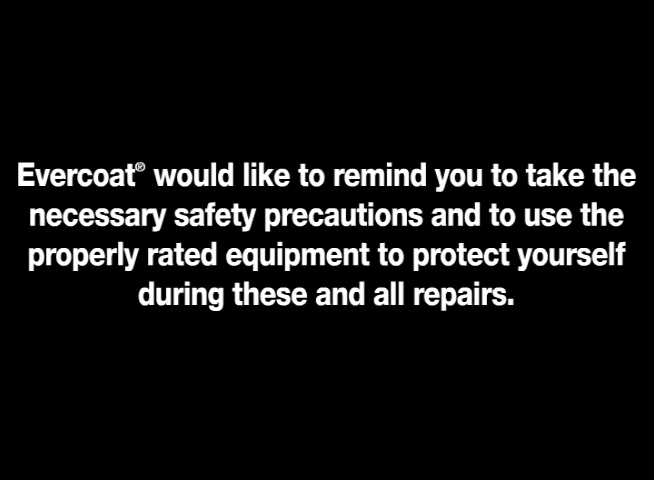 Evercoat® would like to remind you to take the
necessary safety precautions and to use the
properly rated equipment to protect yourself
during these and all repairs.